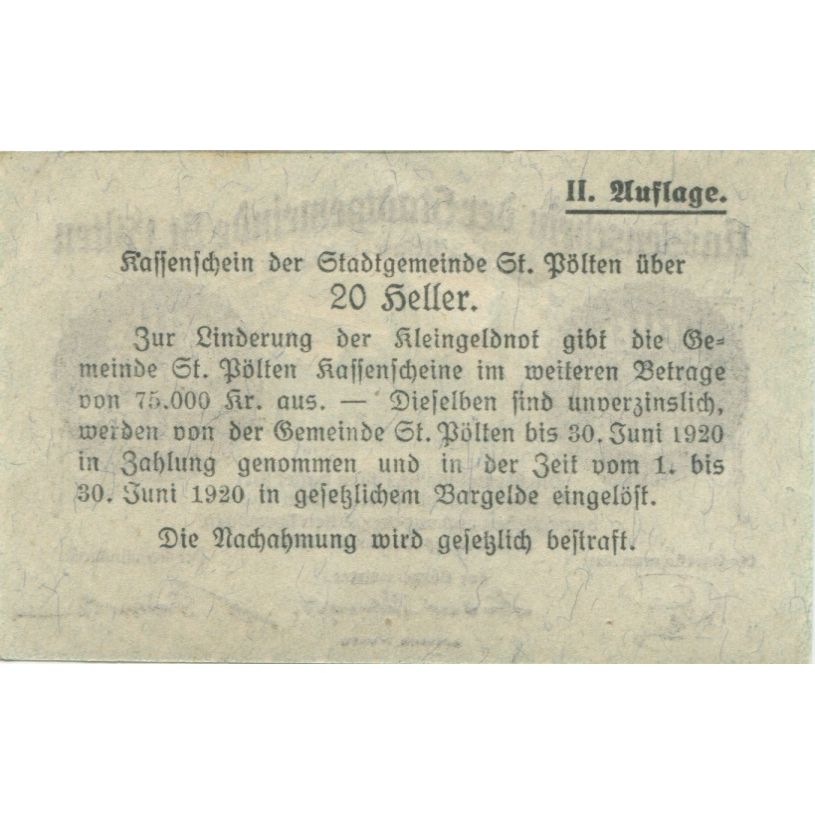 II. Auflage.
Kassenschein der Stadtgemeinde St. Pölten über
20 Heller.
Zur Linderung der Kleingeldnot gibt die Ge-
meinde St. Pölten Kassenscheine im weiteren Betrage
von 75.000 Kr. aus. — Dieselben sind unverzinslich,
werden von der Gemeinde St. Pölten bis 30. Juni 1920
in Zahlung genommen und in der Zeit vom 1. bis
30. Juni 1920 in gesetzlichem Bargelde eingelöst.
Die Nachahmung wird gesetzlich bestraft.